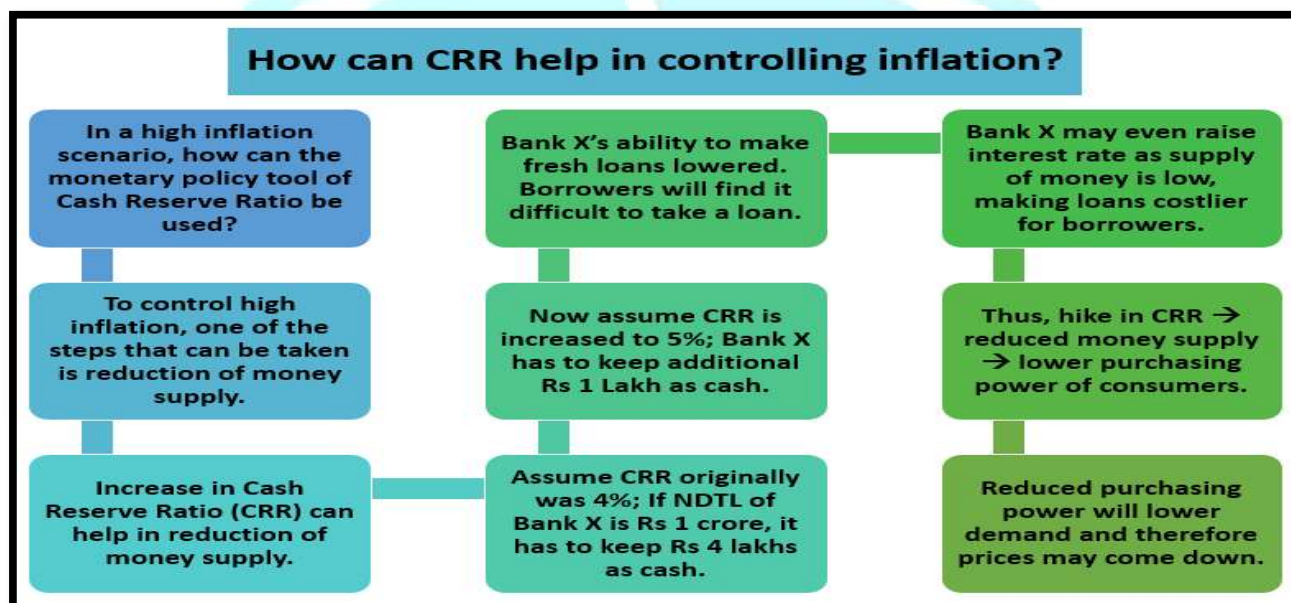 How can CRR help in controlling inflation?
In a high inflation
scenario, how can the
monetary policy tool of
Cash Reserve Ratio be
used?
To control high
inflation, one of the
steps that can be taken
is reduction of money
supply.
Increase in Cash
Reserve Ratio (CRR) can
help in reduction of
money supply.
Assume CRR originally
was 4%; If NDTL of
Bank X is Rs 1 crore, it
has to keep Rs 4 lakhs
as cash.
Now assume CRR is
increased to 5%; Bank X
has to keep additional
Rs 1 Lakh as cash.
Bank X’s ability to make
fresh loans lowered.
Borrowers will find it
difficult to take a loan.
Bank X may even raise
interest rate as supply
of money is low,
making loans costlier
for borrowers.
Thus, hike in CRR →
reduced money supply
→ lower purchasing
power of consumers.
Reduced purchasing
power will lower
demand and therefore
prices may come down.